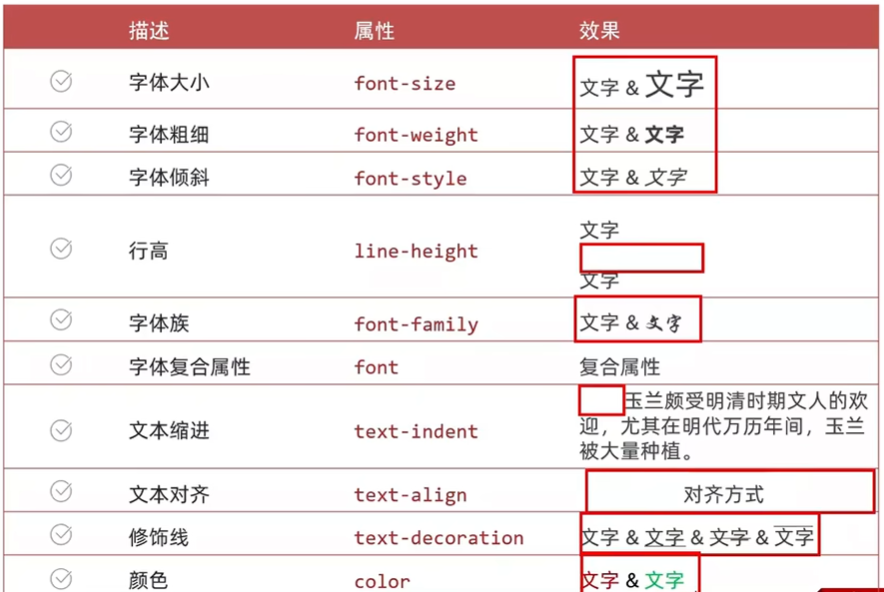 描述 属性 效果
字体大小 font-size 文字 & 文字
字体粗细 font-weight 文字 & 文字
字体倾斜 font-style 文字 & 文字
文字
行高 line-height
文字
字体族 font-family 文字 & 文字
字体复合属性 font 复合属性
玉兰颇受明清时期文人的欢
文本缩进 text-indent 迎，尤其在明代万历年间，玉兰
被大量种植。
文本对齐 text-align 对齐方式
修饰线 text-decoration 文字 & 文字 & 文字 & 文字
颜色 color 文字 & 文字